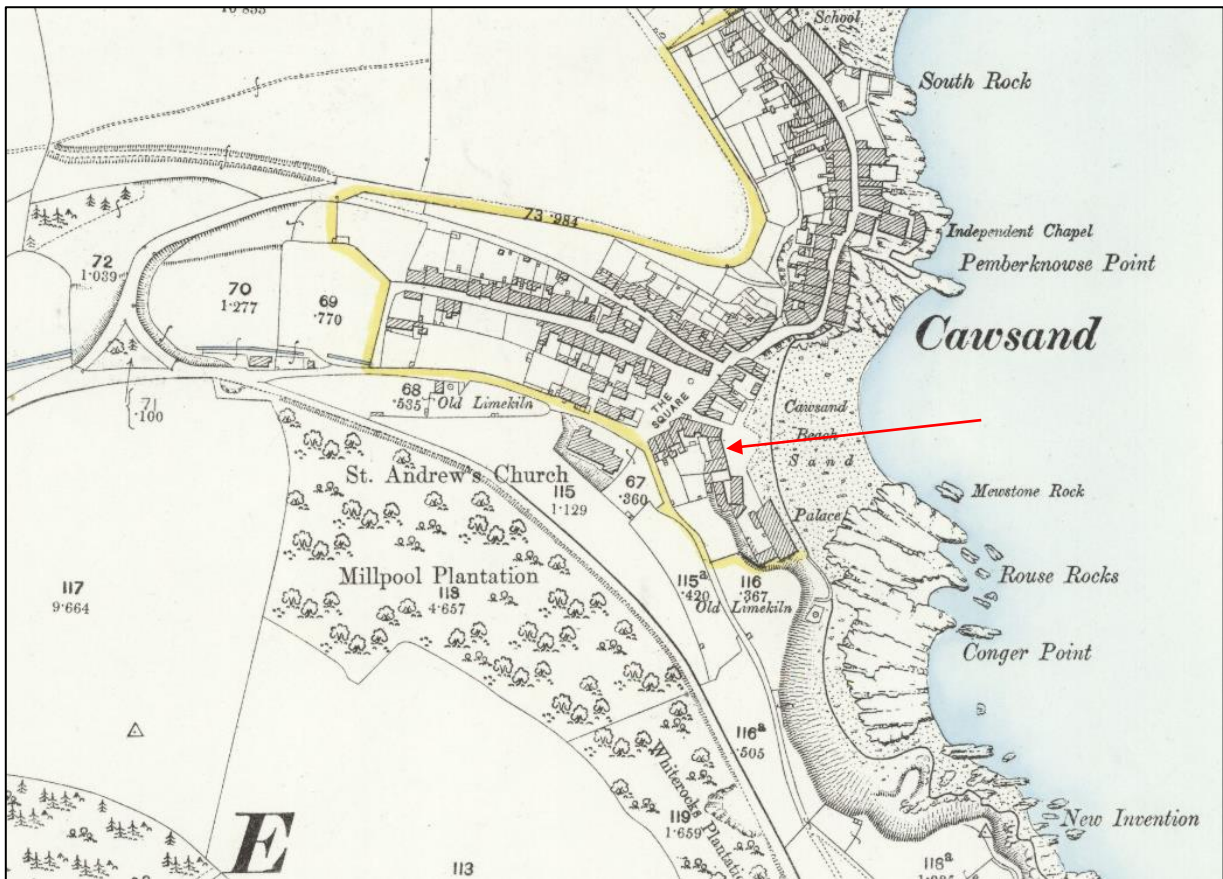 School
South Rock
73 ·984
Independent Chapel
Pemberknowse Point
72
1·039
70
1·277
69
·770
Cawsand
68
·535
Old Limekiln
71
·100
THE
SQUARE
Cawsand
Beach
Sand
St. Andrew's Church
115
1·129
67
·360
Mewstone Rock
Palace
Millpool Plantation
118
4·657
117
9·664
115ᵃ
·420
116
·367
Old Limekiln
Rouse Rocks
Conger Point
116ᵃ
·505
Whiterocks Plantation
119
1·659
New Invention
E
113